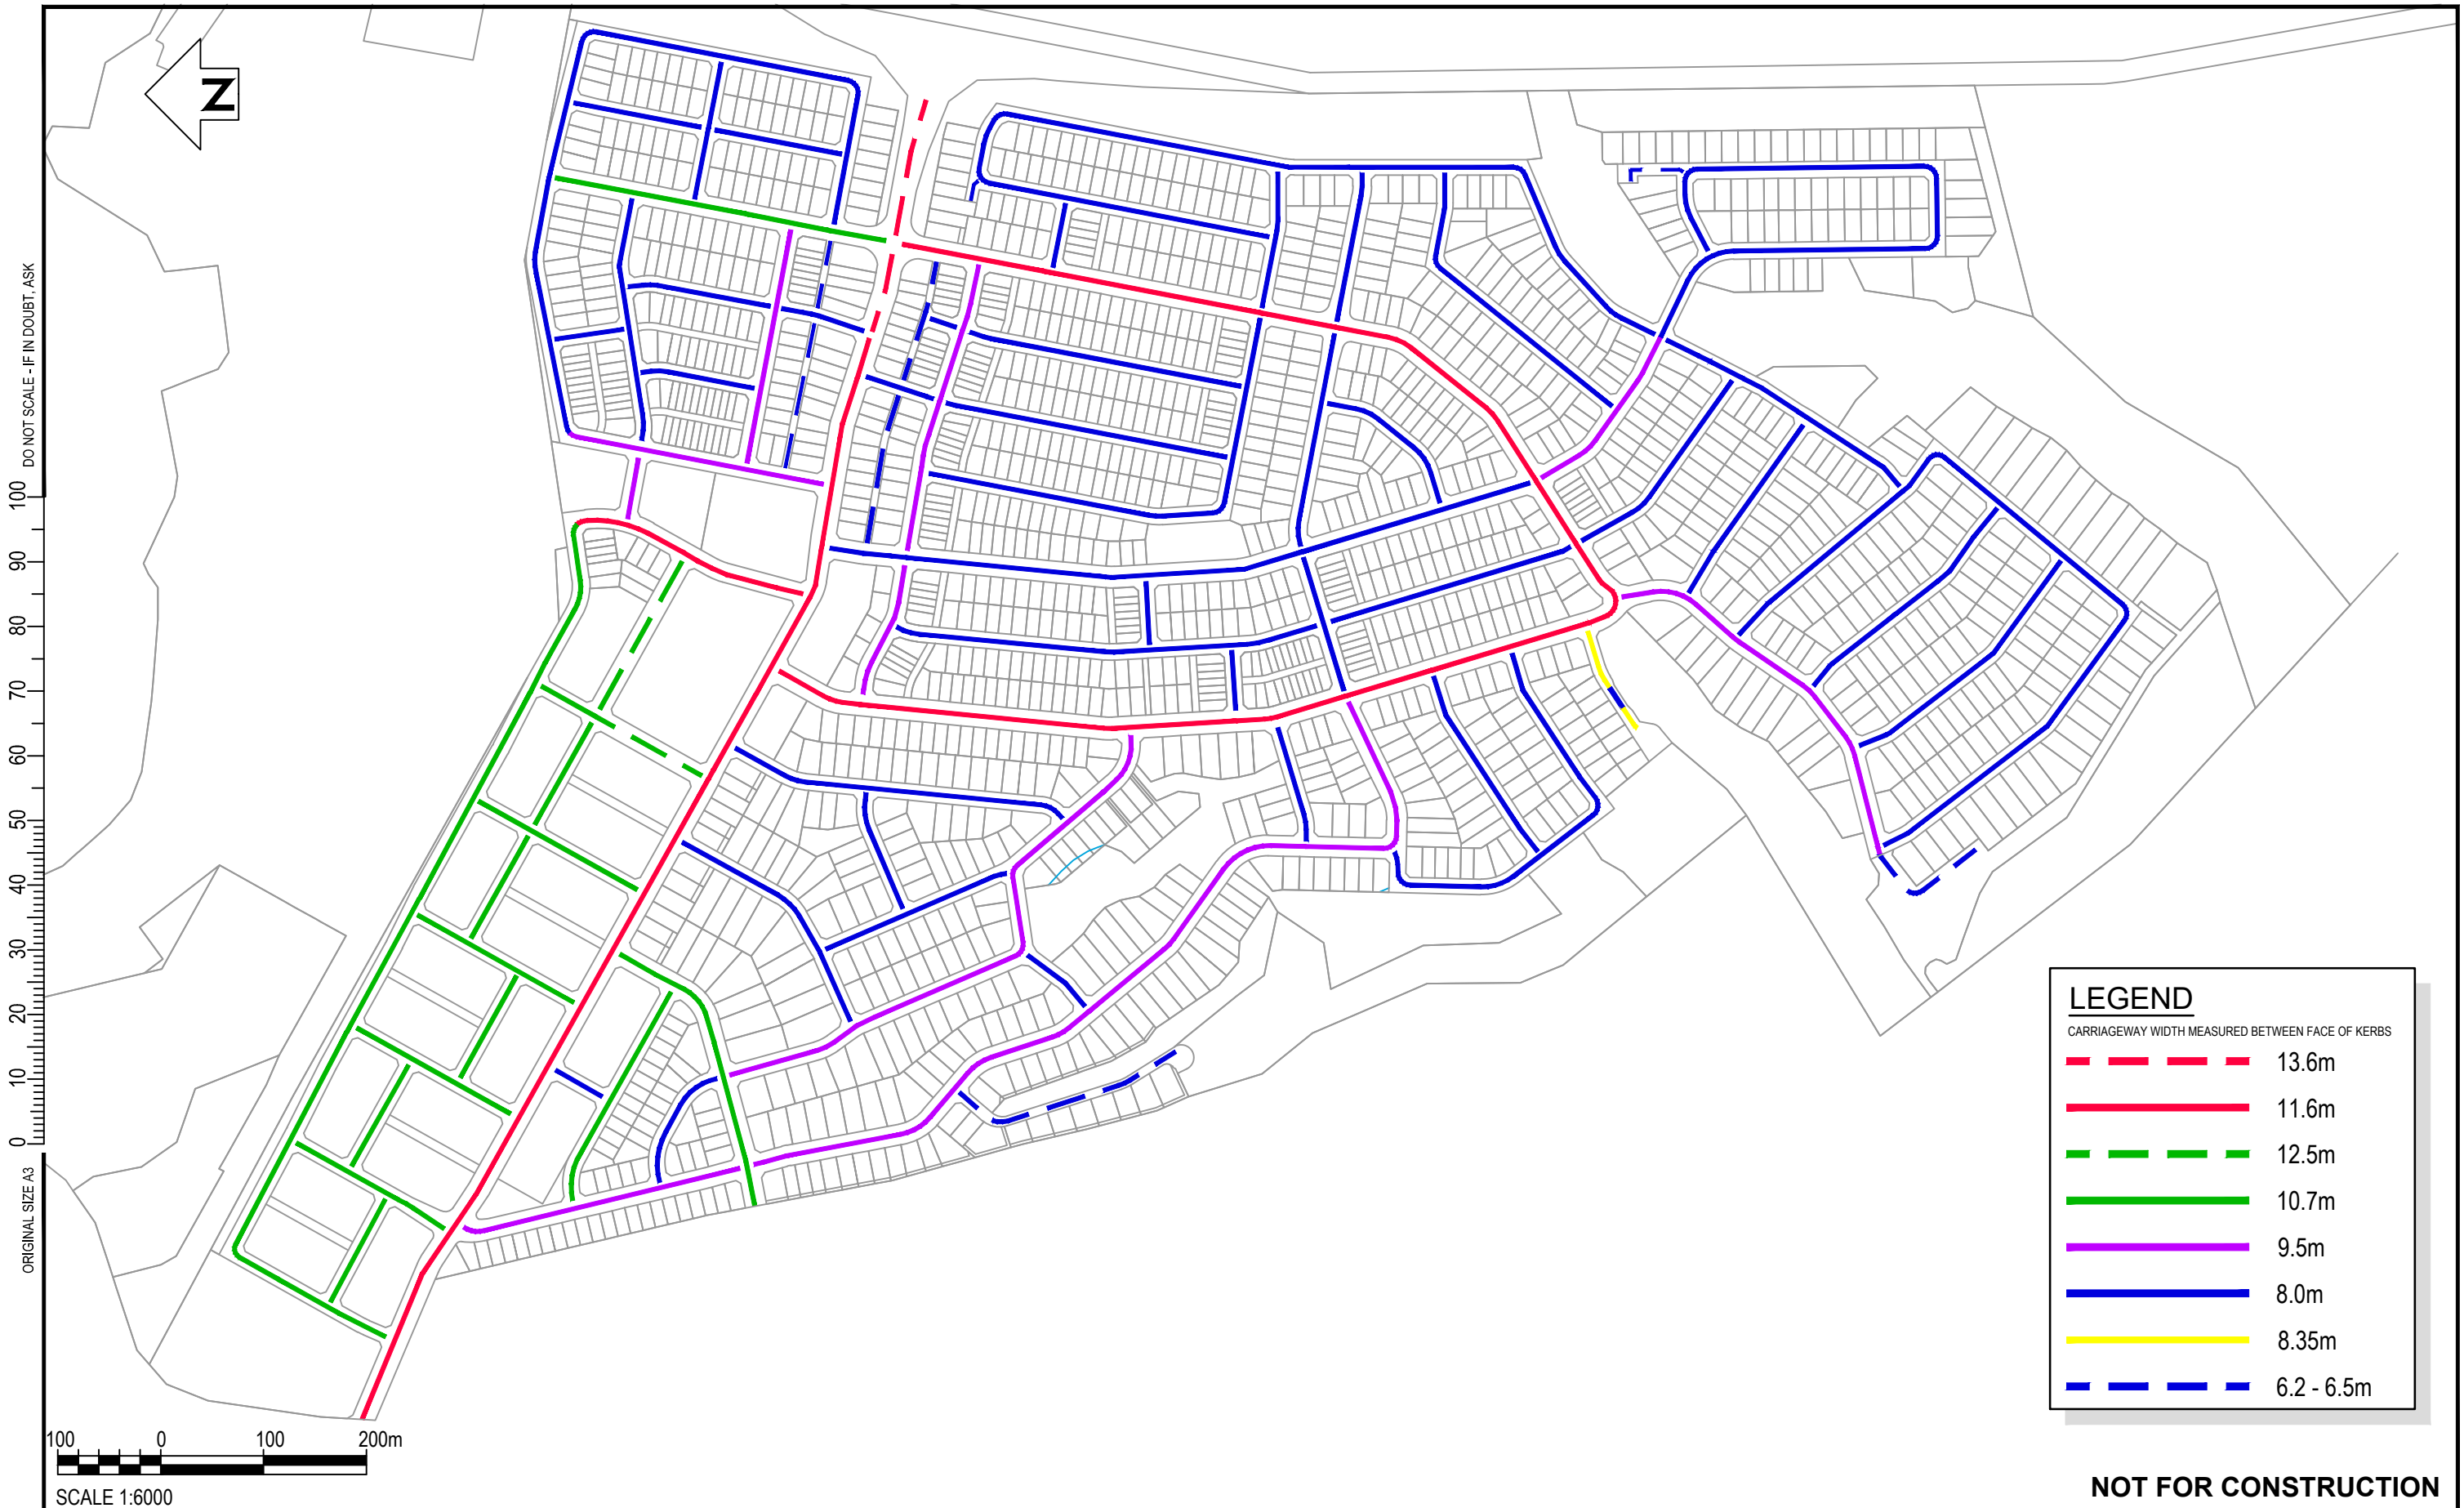 N
DO NOT SCALE - IF IN DOUBT, ASK
100
90
80
70
60
50
40
30
20
10
0
ORIGINAL SIZE A3
LEGEND
CARRIAGEWAY WIDTH MEASURED BETWEEN FACE OF KERBS
13.6m
11.6m
12.5m
10.7m
9.5m
8.0m
8.35m
6.2 - 6.5m
100 0 100 200m
SCALE 1:6000
NOT FOR CONSTRUCTION